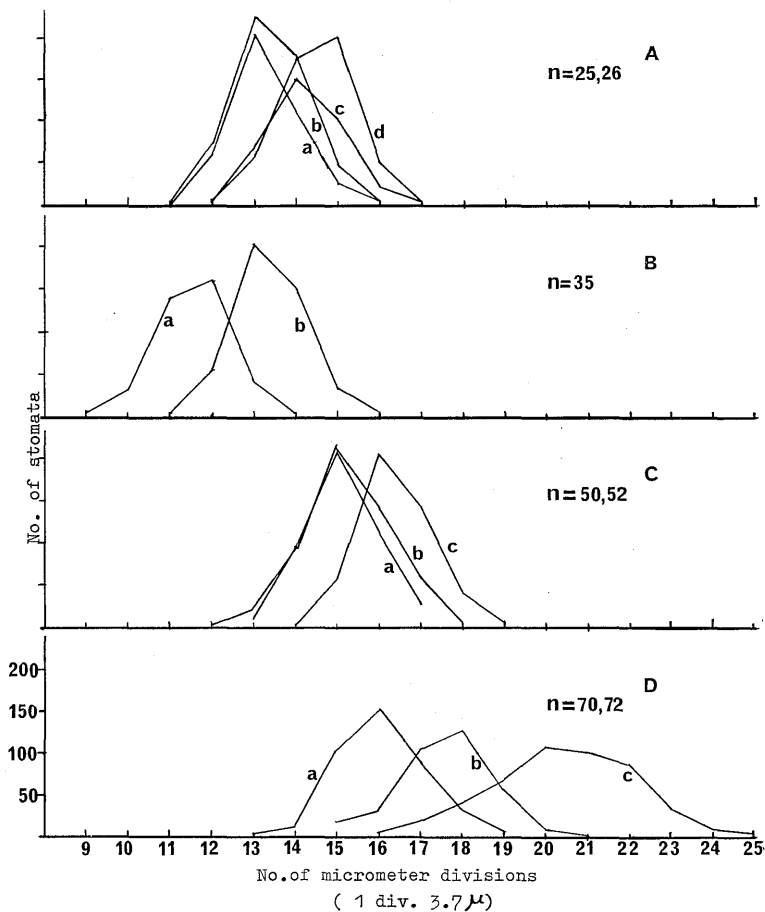 A
n=25,26
c
d
b
a
B
n=35
a
b
C
n=50,52
b
c
a
No. of stomata
D
n=70,72
200
150
100
50
a
b
c
9 10 11 12 13 14 15 16 17 18 19 20 21 22 23 24 25
No.of micrometer divisions
( 1 div. 3.7 μ)